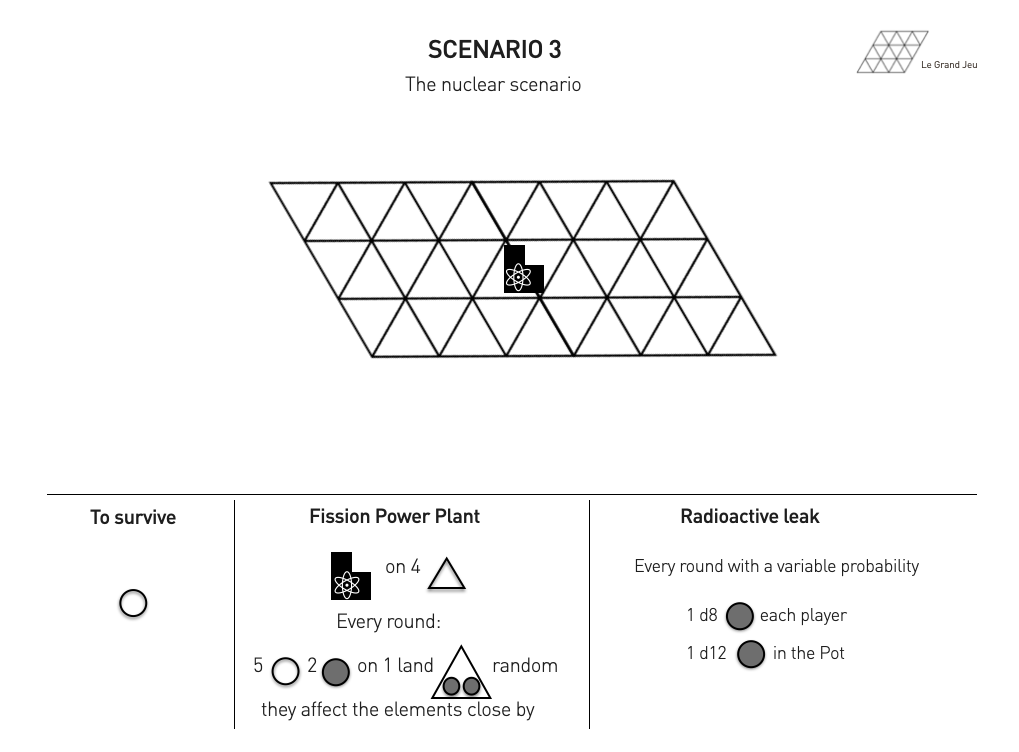 SCENARIO 3
The nuclear scenario
Le Grand Jeu
To survive
Fission Power Plant
on 4
Every round:
5 2 on 1 land random
they affect the elements close by
Radioactive leak
Every round with a variable probability
1 d8 each player
1 d12 in the Pot